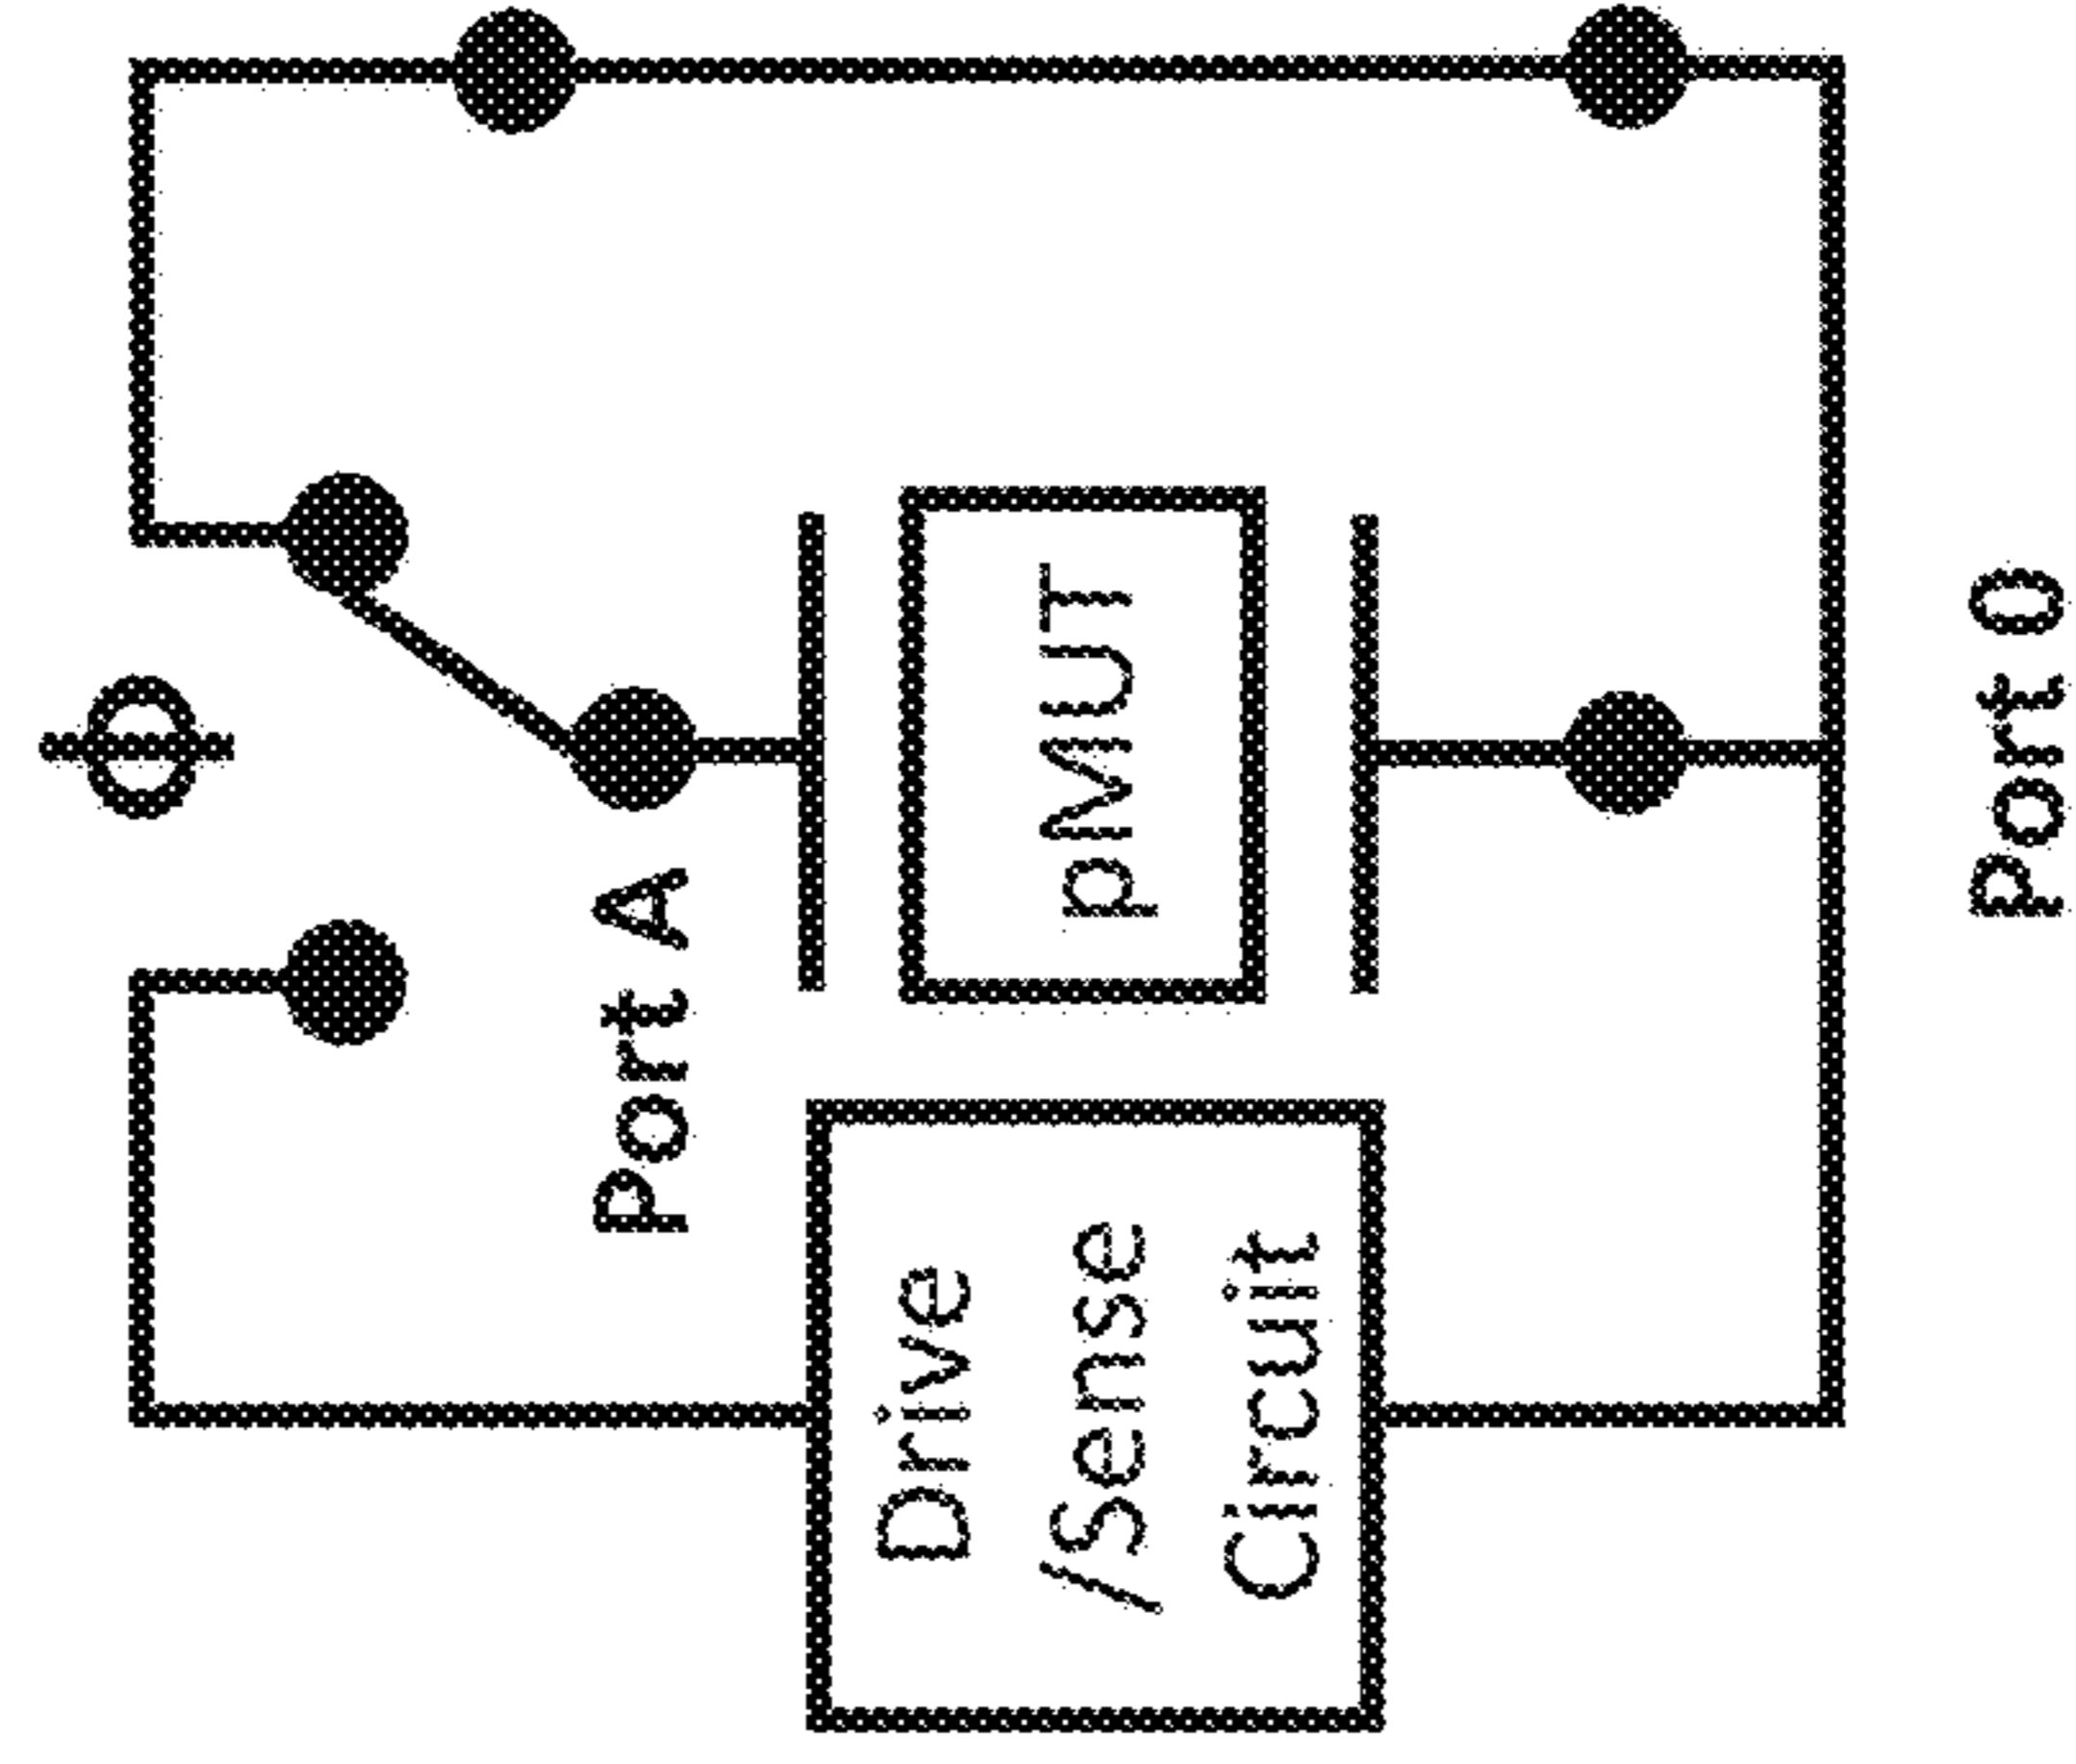 ϕ
Port A
pMUT
Drive
/Sense
Circuit
Port 0